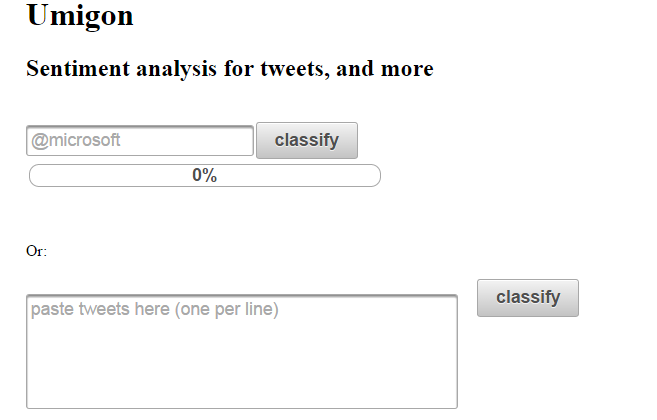 Umigon
Sentiment analysis for tweets, and more
@microsoft classify
0%
Or:
classify
paste tweets here (one per line)